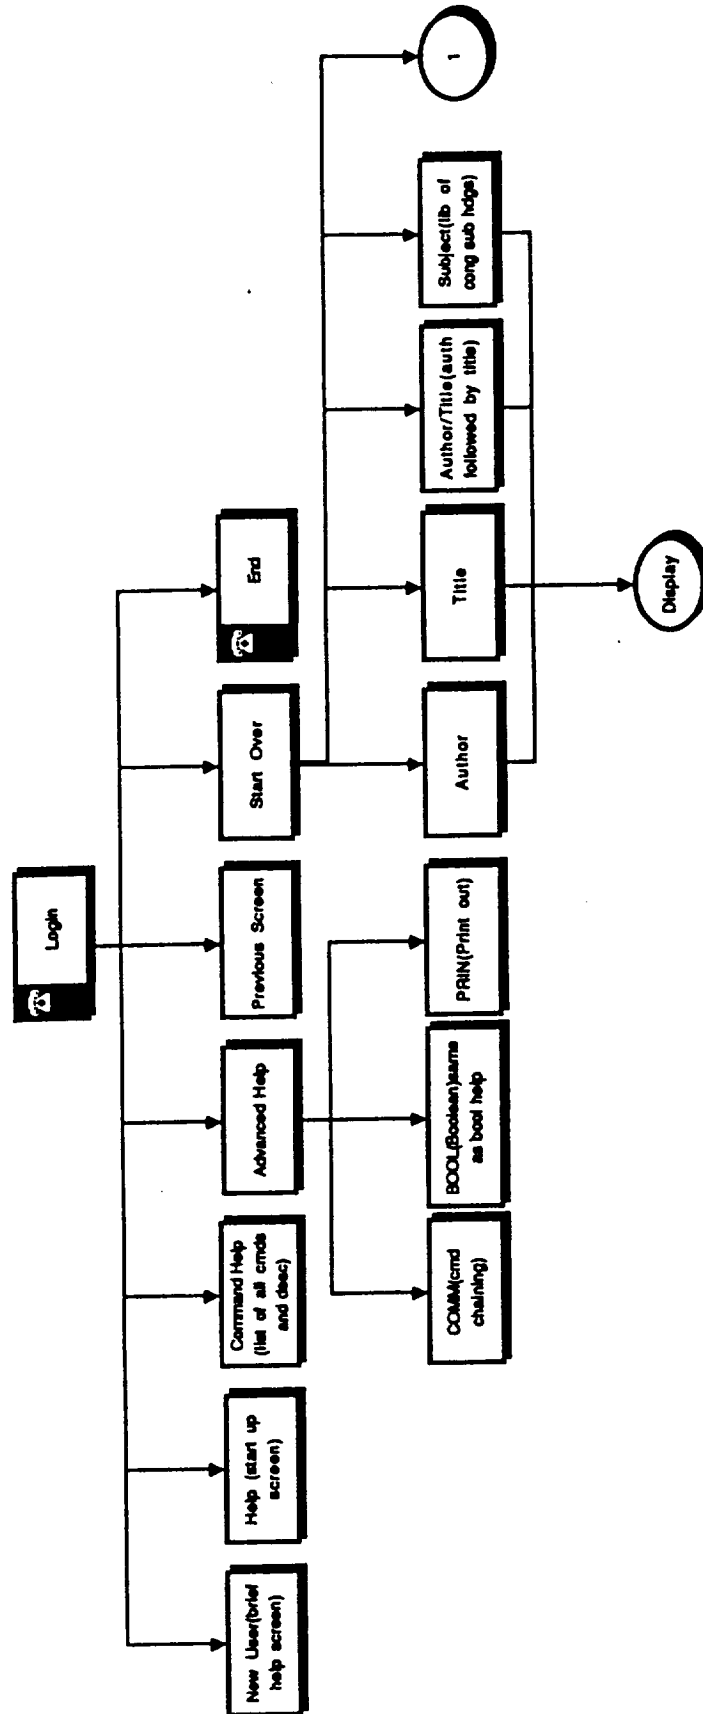 Login
New User(brief
help screen)
Help (start up
screen)
Command Help
(list of all cmds
and desc)
Advanced Help
Previous Screen
Start Over
End
COMM(cmd
chaining)
BOOL(Boolean)same
as bool help
PRIN(Print out)
Author
Title
Author/Title(auth
followed by title)
Subject(lib of
cong sub hdgs)
1
Display